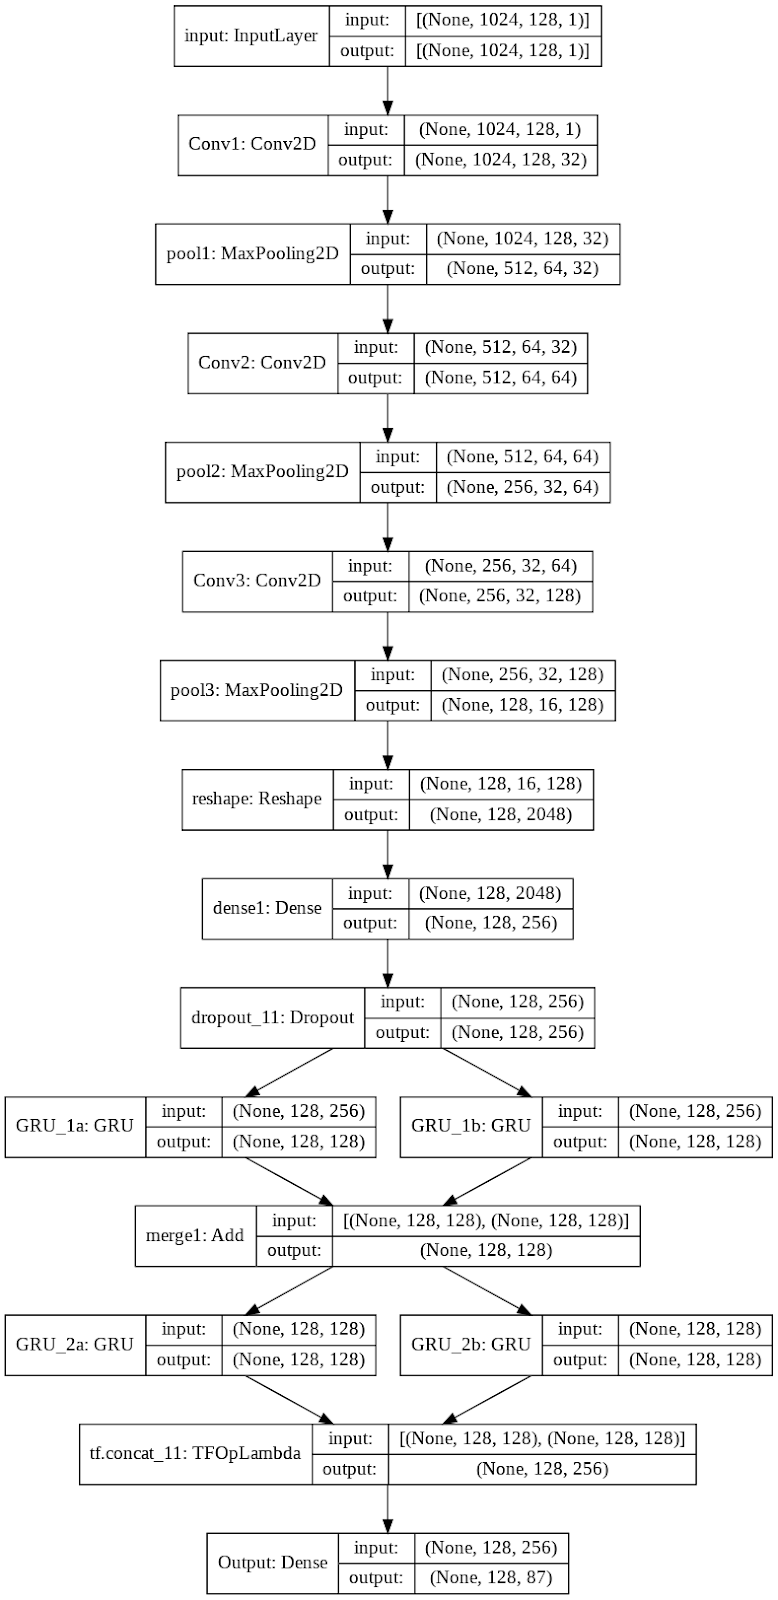 input: InputLayer
input:
[(None, 1024, 128, 1)]
output:
[(None, 1024, 128, 1)]
Conv1: Conv2D
input:
(None, 1024, 128, 1)
output:
(None, 1024, 128, 32)
pool1: MaxPooling2D
input:
(None, 1024, 128, 32)
output:
(None, 512, 64, 32)
Conv2: Conv2D
input:
(None, 512, 64, 32)
output:
(None, 512, 64, 64)
pool2: MaxPooling2D
input:
(None, 512, 64, 64)
output:
(None, 256, 32, 64)
Conv3: Conv2D
input:
(None, 256, 32, 64)
output:
(None, 256, 32, 128)
pool3: MaxPooling2D
input:
(None, 256, 32, 128)
output:
(None, 128, 16, 128)
reshape: Reshape
input:
(None, 128, 16, 128)
output:
(None, 128, 2048)
dense1: Dense
input:
(None, 128, 2048)
output:
(None, 128, 256)
dropout_11: Dropout
input:
(None, 128, 256)
output:
(None, 128, 256)
GRU_1a: GRU
input:
(None, 128, 256)
output:
(None, 128, 128)
GRU_1b: GRU
input:
(None, 128, 256)
output:
(None, 128, 128)
merge1: Add
input:
[(None, 128, 128), (None, 128, 128)]
output:
(None, 128, 128)
GRU_2a: GRU
input:
(None, 128, 128)
output:
(None, 128, 128)
GRU_2b: GRU
input:
(None, 128, 128)
output:
(None, 128, 128)
tf.concat_11: TFOpLambda
input:
[(None, 128, 128), (None, 128, 128)]
output:
(None, 128, 256)
Output: Dense
input:
(None, 128, 256)
output:
(None, 128, 87)